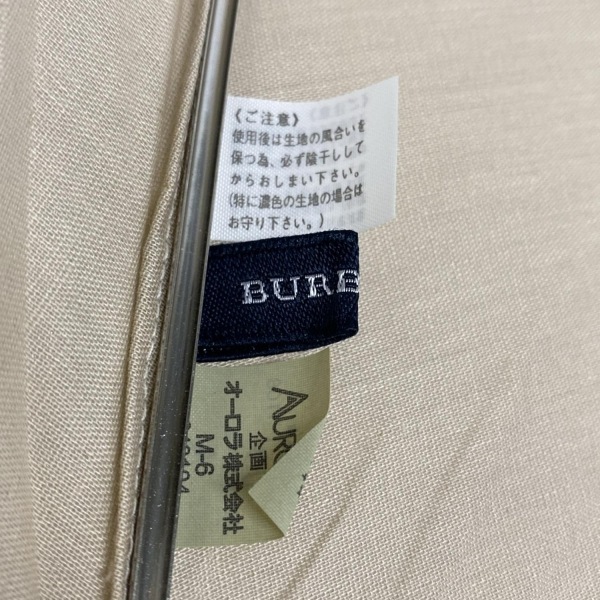 《ご注意》
使用後は生地の風合いを
保つ為、必ず陰干しして
からおしまい下さい。
(特に濃色の生地の場合は
お守り下さい。)
BURB
AURO
企画
オーロラ株式会社
M-6